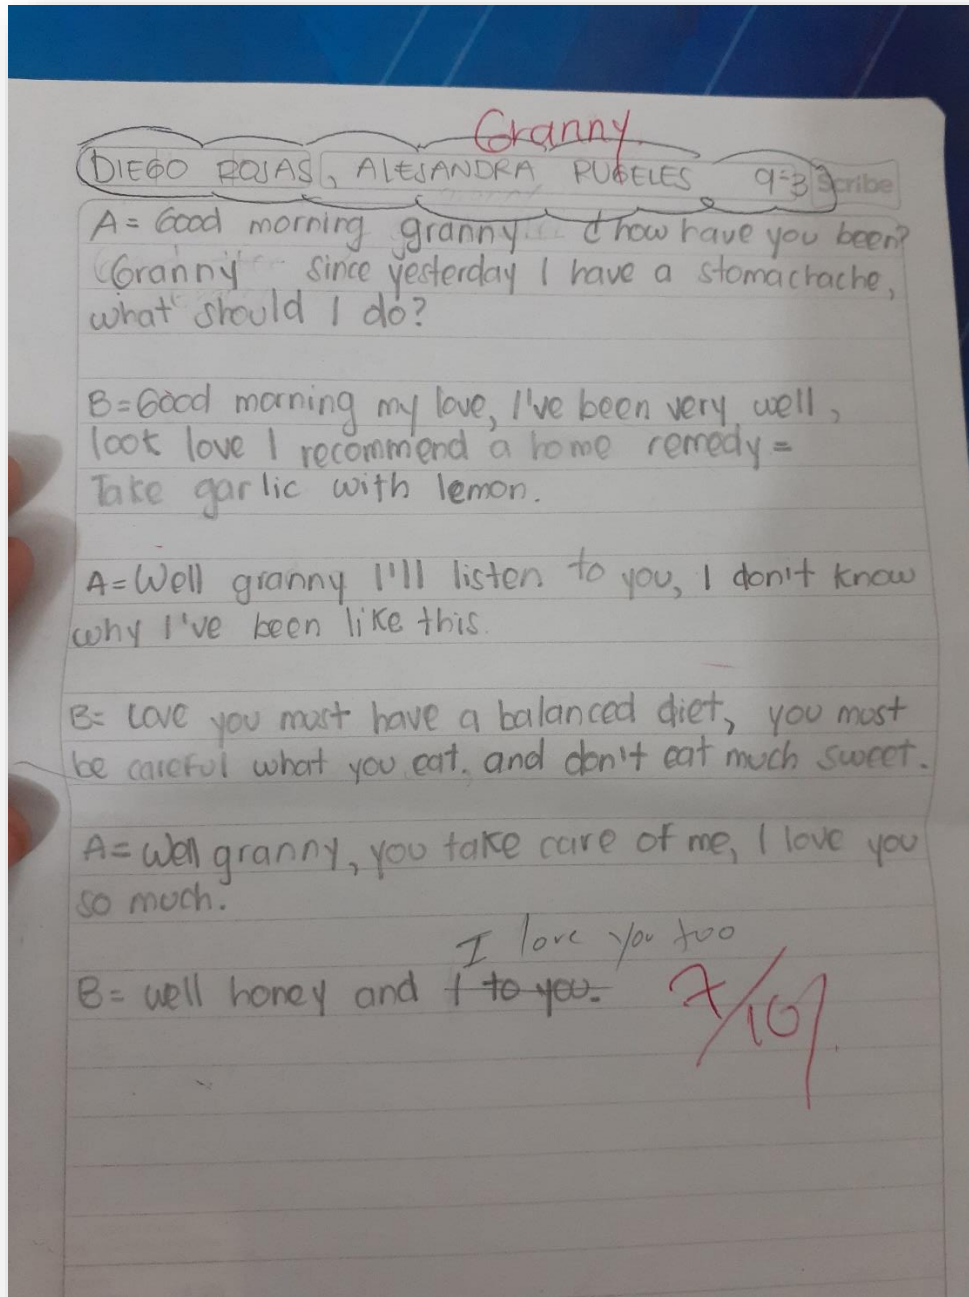 Granny
DIEGO ROJAS, ALEJANDRA PUBELES 9=3 Scribe
A= Good morning granny ¿how have you been?
Granny since yesterday I have a stomachache,
what should I do?
B= Good morning my love, I've been very well,
look love I recommend a home remedy=
Take garlic with lemon.
A= Well granny I'll listen to you, I don't know
why I've been like this.
B= Love you must have a balanced diet, you must
be careful what you eat. and don't eat much sweet.
A= Well granny, you take care of me, I love you
so much.
I love you too
B= well honey and I to you.
7/10